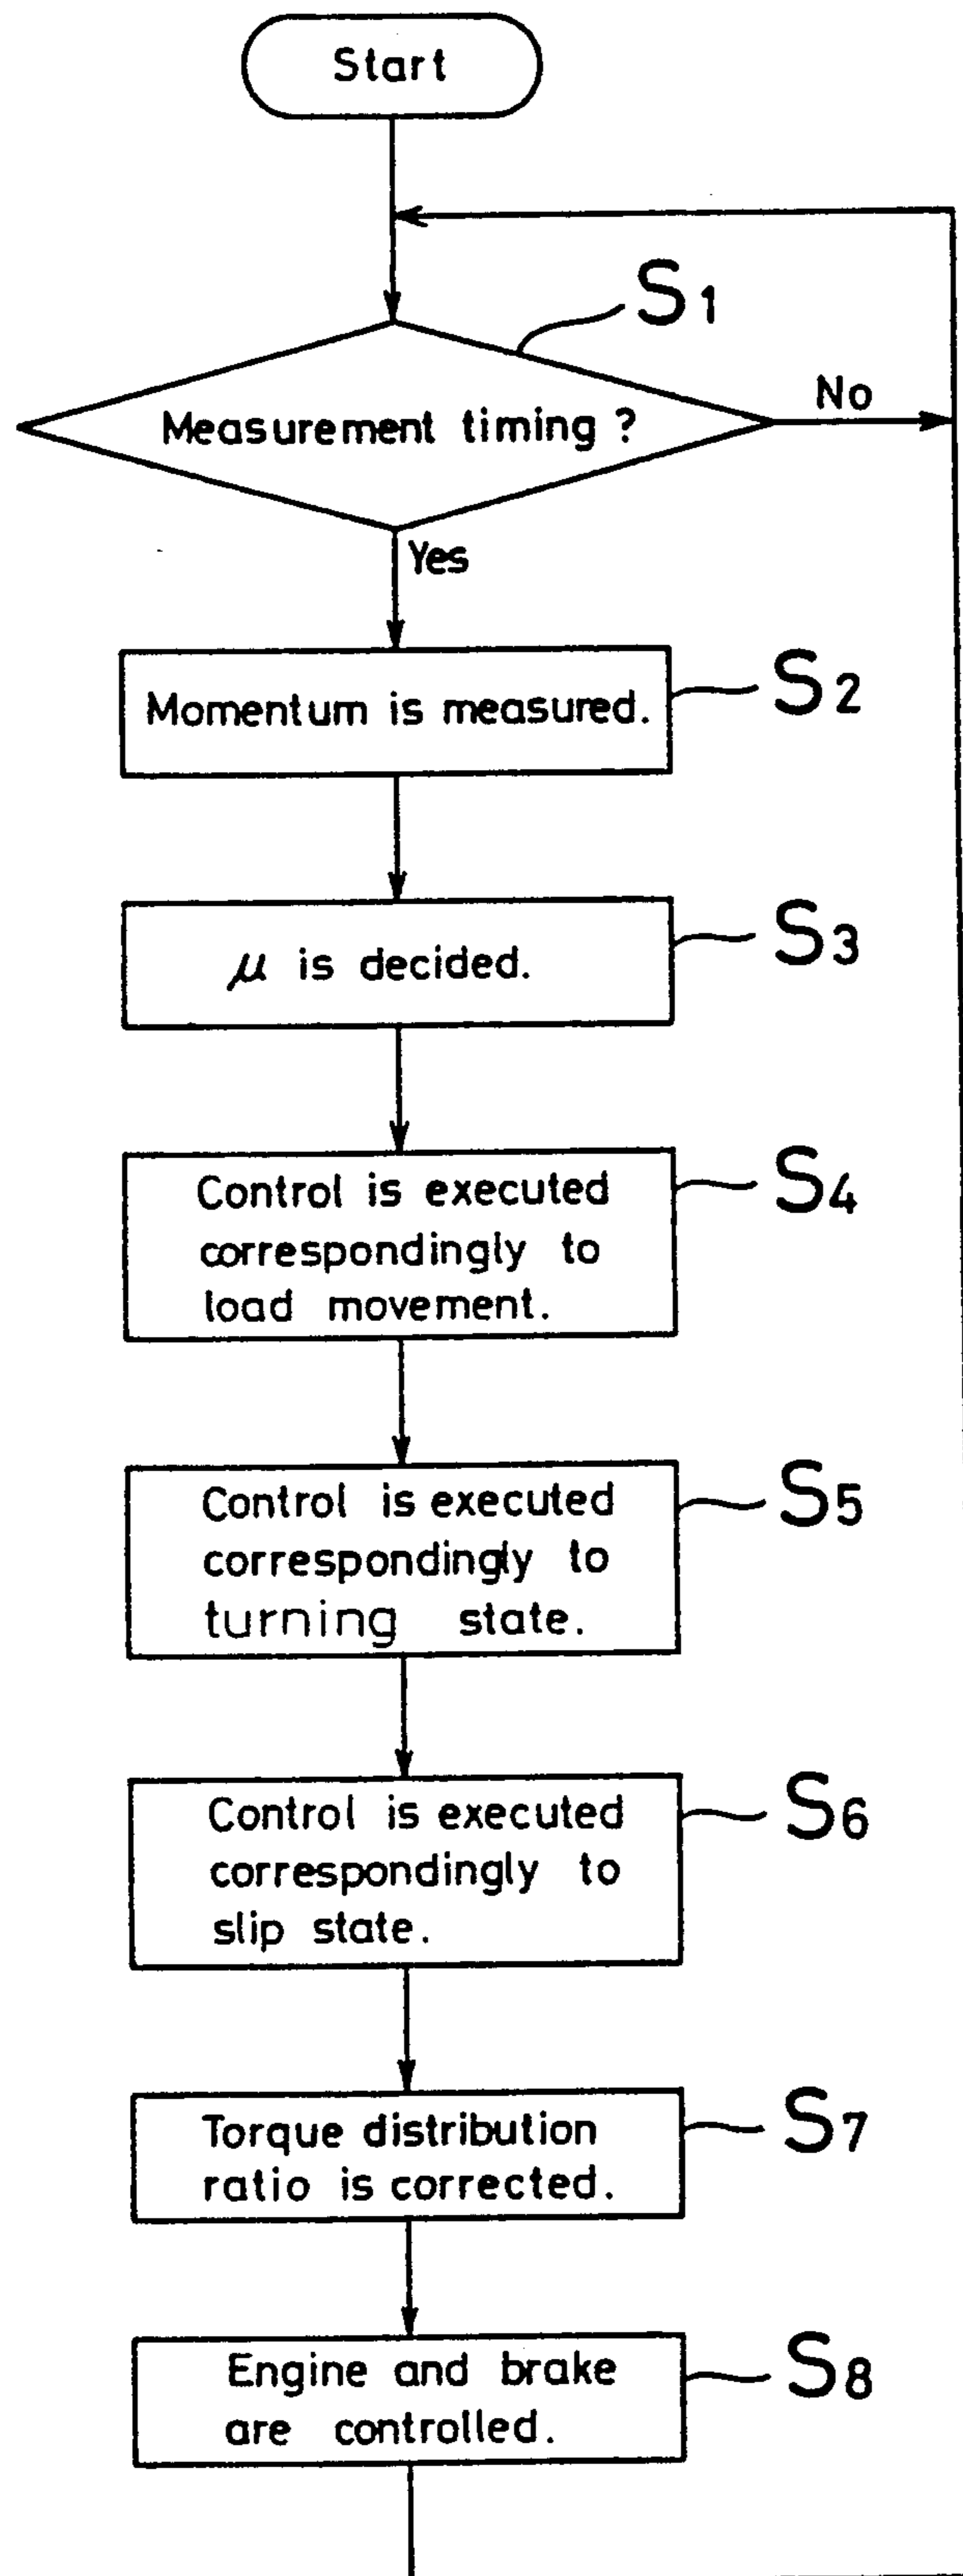 Start
S1
Measurement timing ?
No
Yes
Momentum is measured.
S2
μ is decided.
S3
Control is executed
correspondingly to
load movement.
S4
Control is executed
correspondingly to
turning state.
S5
Control is executed
correspondingly to
slip state.
S6
Torque distribution
ratio is corrected.
S7
Engine and brake
are controlled.
S8